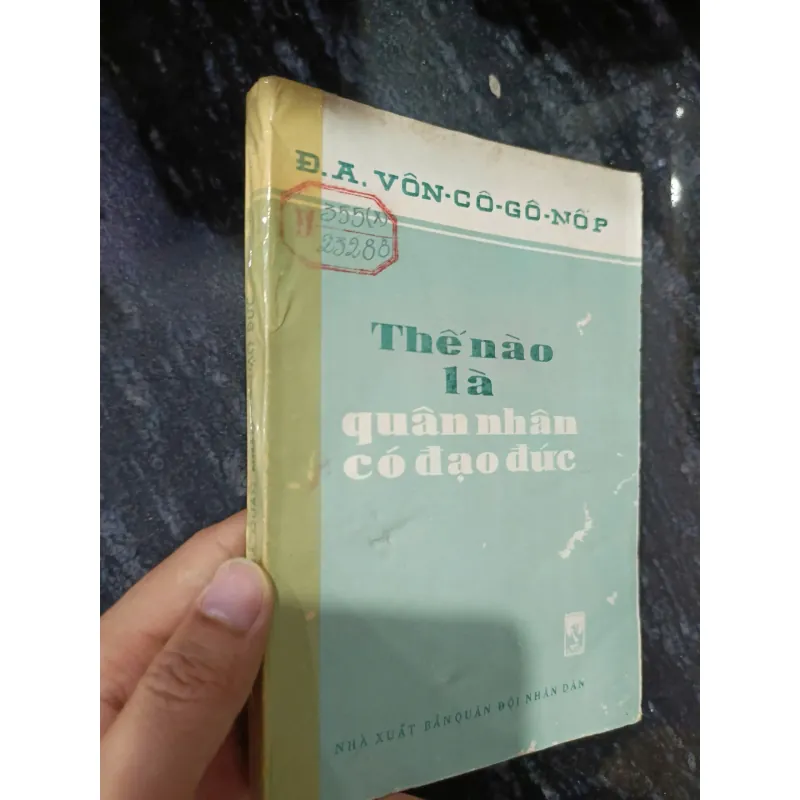 Đ.A. VÔN-CÔ-GÔ-NỐP
V 355(N)
23288
Thế nào
là
quân nhân
có đạo đức
NHÀ XUẤT BẢN QUÂN ĐỘI NHÂN DÂN